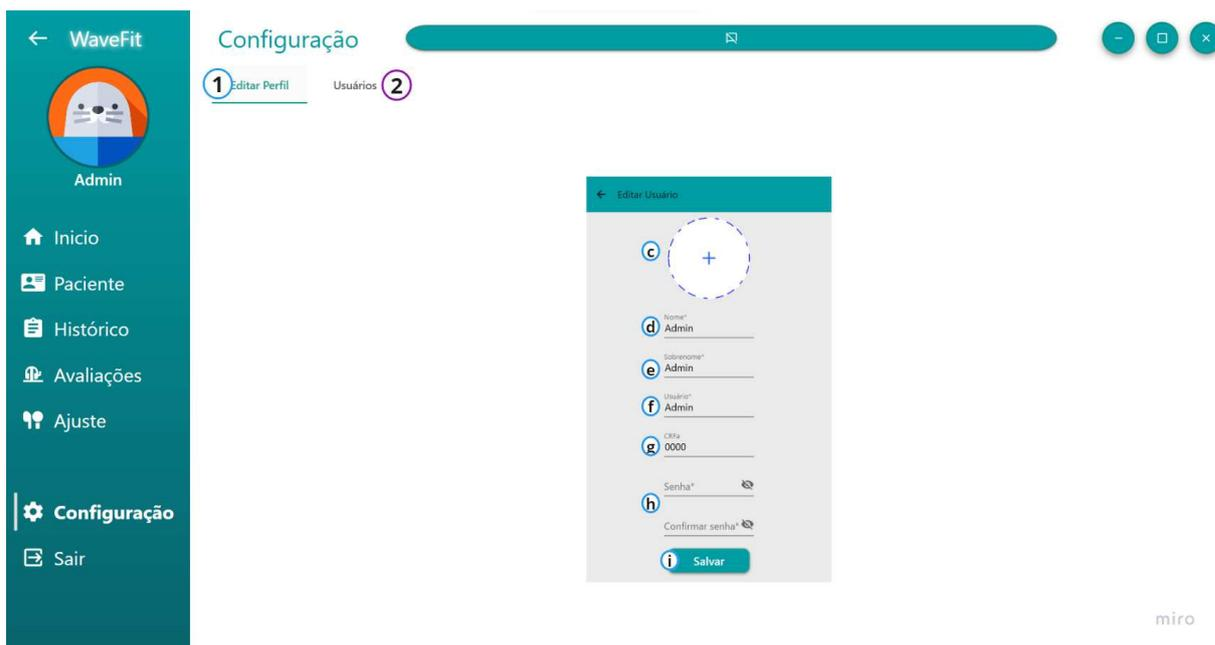 WaveFit
Admin
Inicio
Paciente
Histórico
Avaliações
Ajuste
Configuração
Sair
Configuração
1 Editar Perfil
Usuários 2
Editar Usuário
c
Nome*
d Admin
Sobrenome*
e Admin
Usuário*
f Admin
CRFa
g 0000
Senha*
h
Confirmar senha*
i Salvar
miro